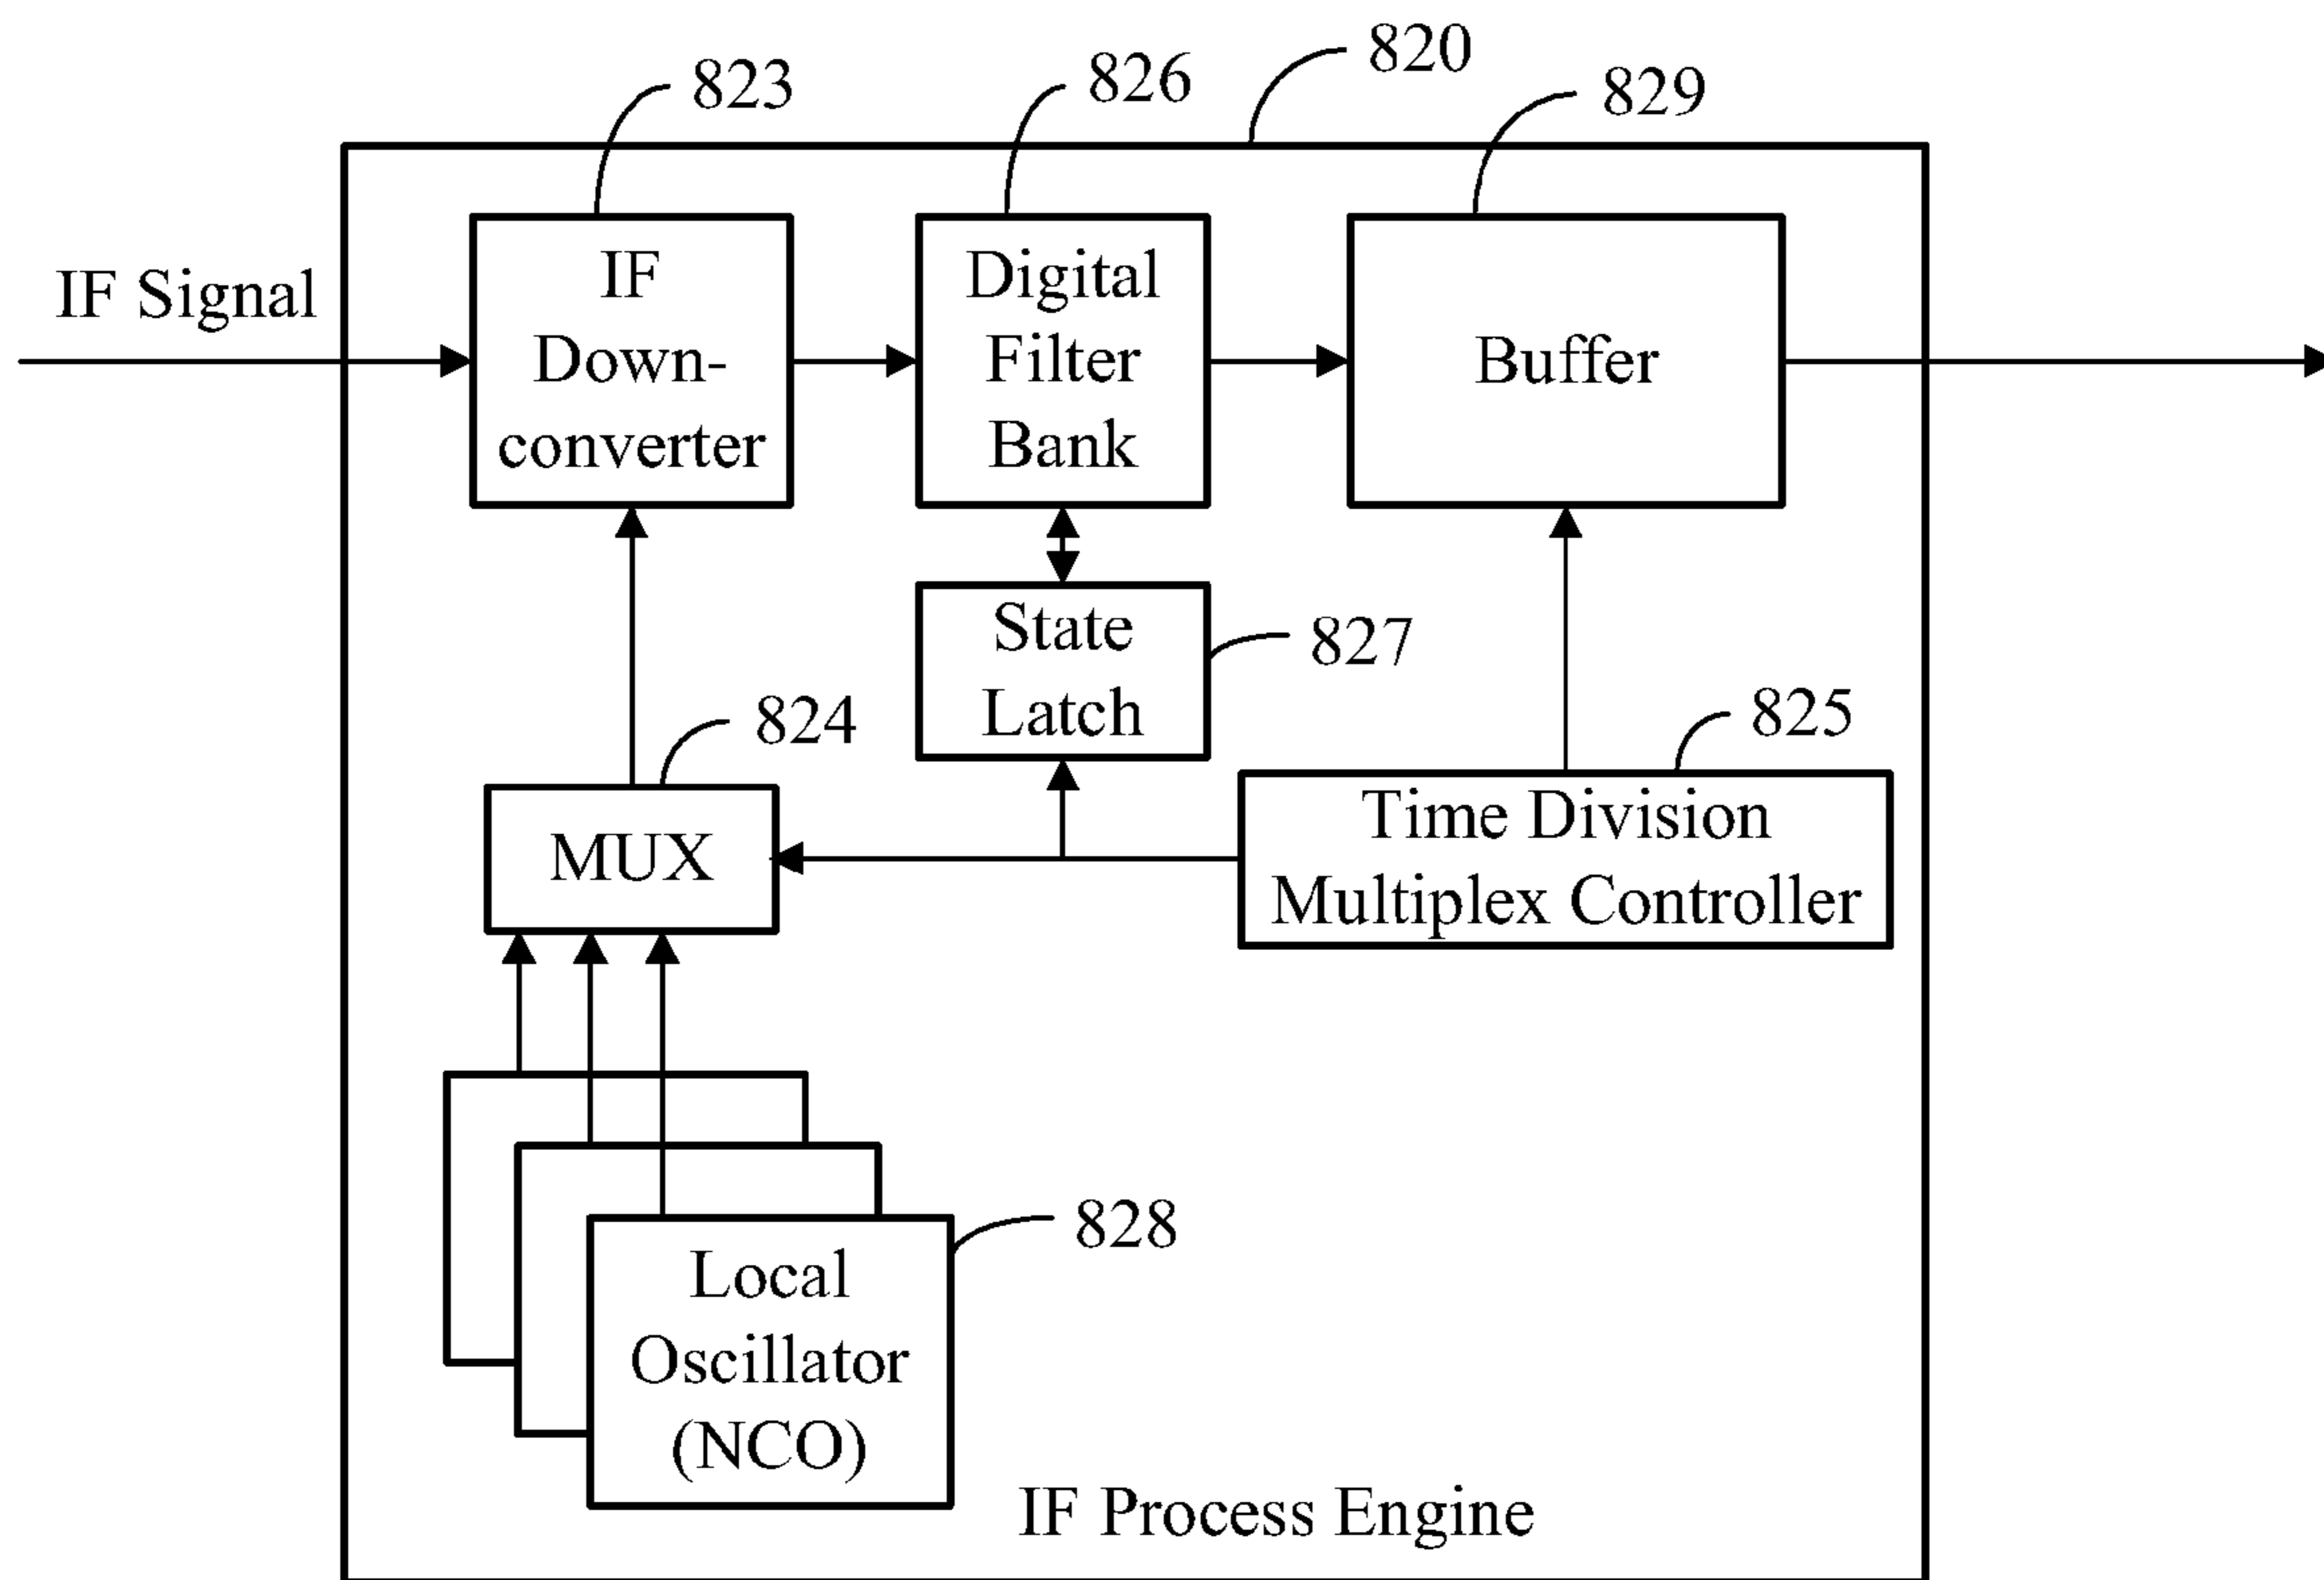 820
823
826
829
IF Signal
IF
Down-
converter
Digital
Filter
Bank
Buffer
State
Latch
827
824
825
MUX
Time Division
Multiplex Controller
828
Local
Oscillator
(NCO)
IF Process Engine